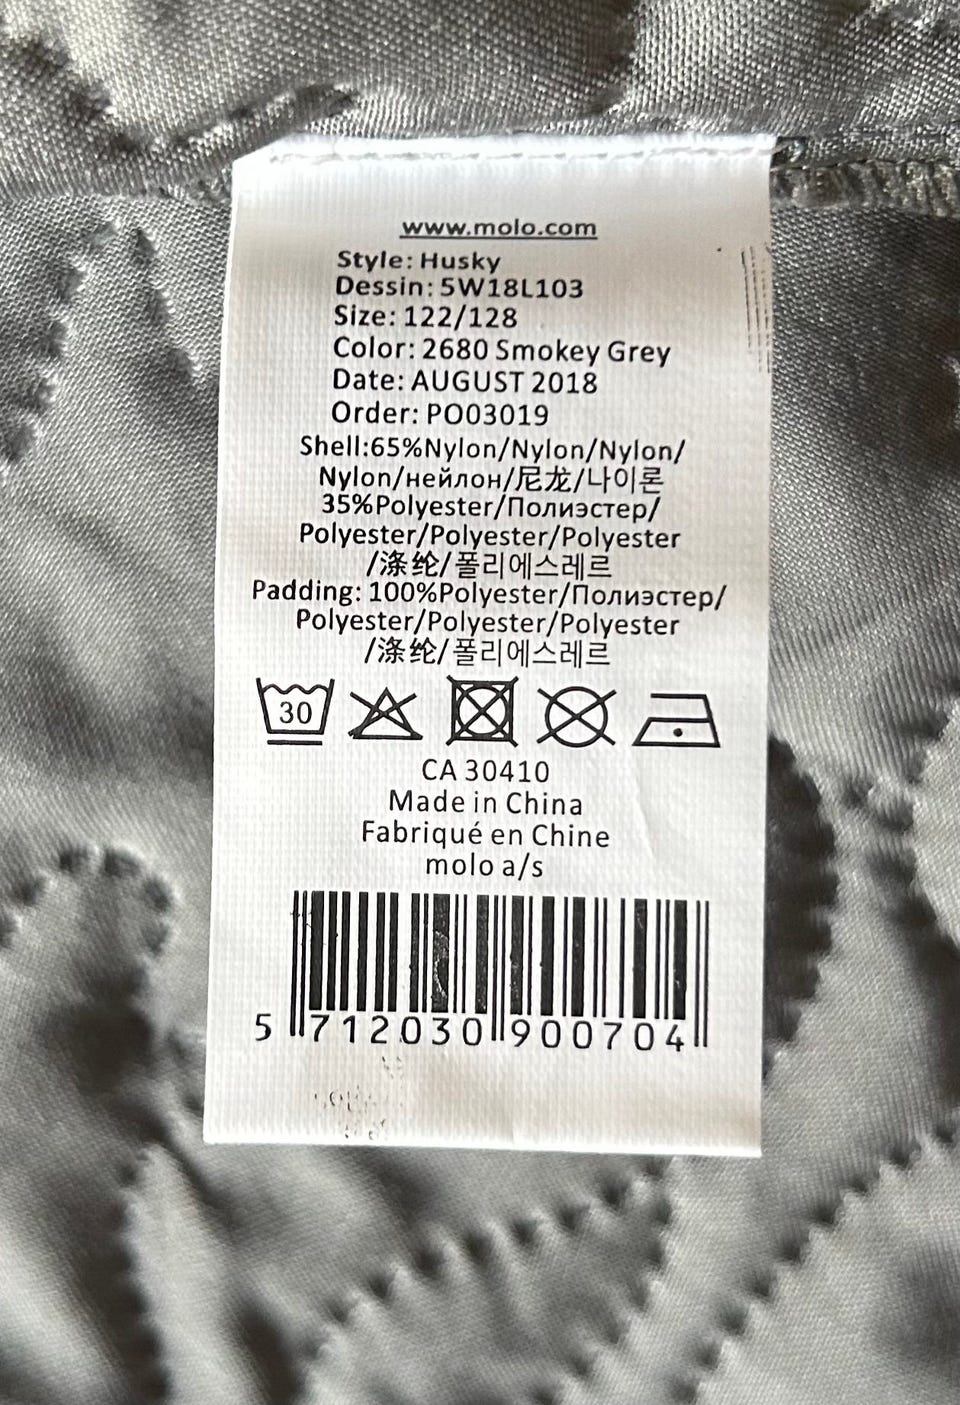 www.molo.com
Style: Husky
Dessin: 5W18L103
Size: 122/128
Color: 2680 Smokey Grey
Date: AUGUST 2018
Order: PO03019
Shell:65%Nylon/Nylon/Nylon/
Nylon/нейлон/尼龙/나이론
35%Polyester/Полиэстер/
Polyester/Polyester/Polyester
/涤纶/폴리에스레르
Padding: 100%Polyester/Полиэстер/
Polyester/Polyester/Polyester
/涤纶/폴리에스레르
30
CA 30410
Made in China
Fabriqué en Chine
molo a/s
5 712030 900704